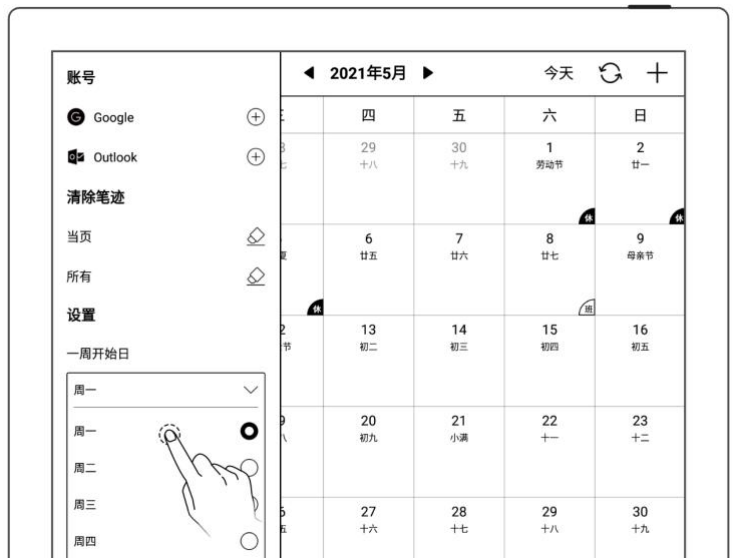 账号
Google
Outlook
清除笔迹
当页
所有
设置
一周开始日
周一
周一
周二
周三
周四
2021年5月 今天
四 五 六 日
29 30 1 2
十八 十九 劳动节 廿一
休 休
6 7 8 9
廿五 廿六 廿七 母亲节
休 班
13 14 15 16
节 初二 初三 初四 初五
20 21 22 23
初九 小满 十一 十二
27 28 29 30
十六 十七 十八 十九